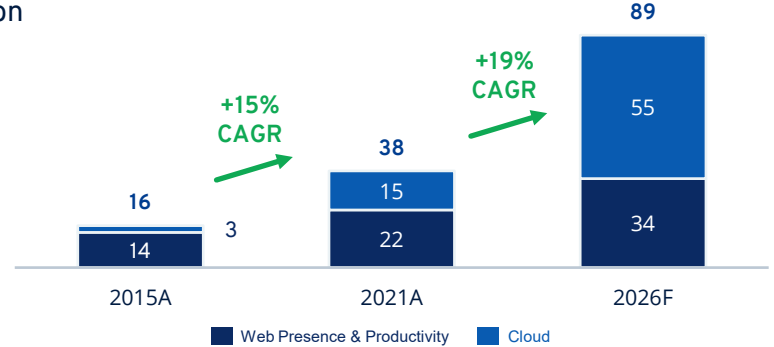 on
89
+19%
CAGR
55
+15%
CAGR
38
15
16
3
34
22
14
2015A
2021A
2026F
Web Presence & Productivity
Cloud